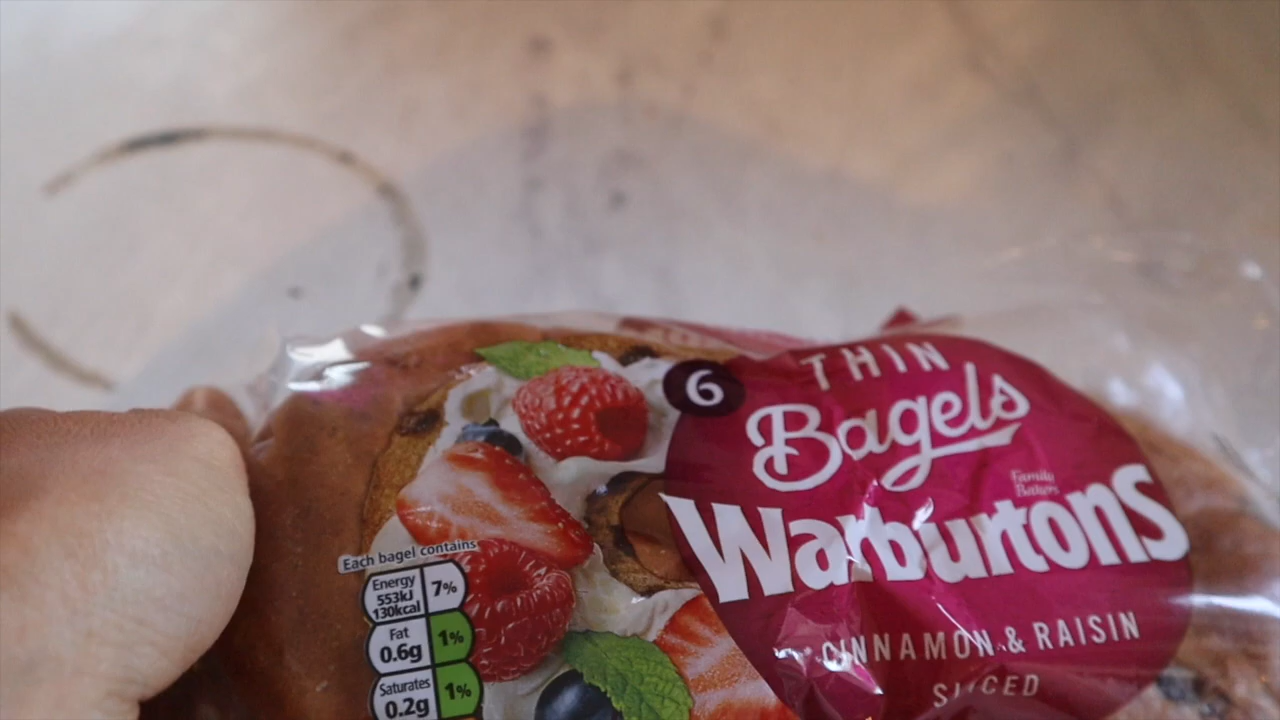 6
THIN
Bagels
Family
Bakers
Warburtons
CINNAMON & RAISIN
SLICED
Each bagel contains
Energy
553kJ
130kcal
7%
Fat
0.6g
1%
Saturates
0.2g
1%